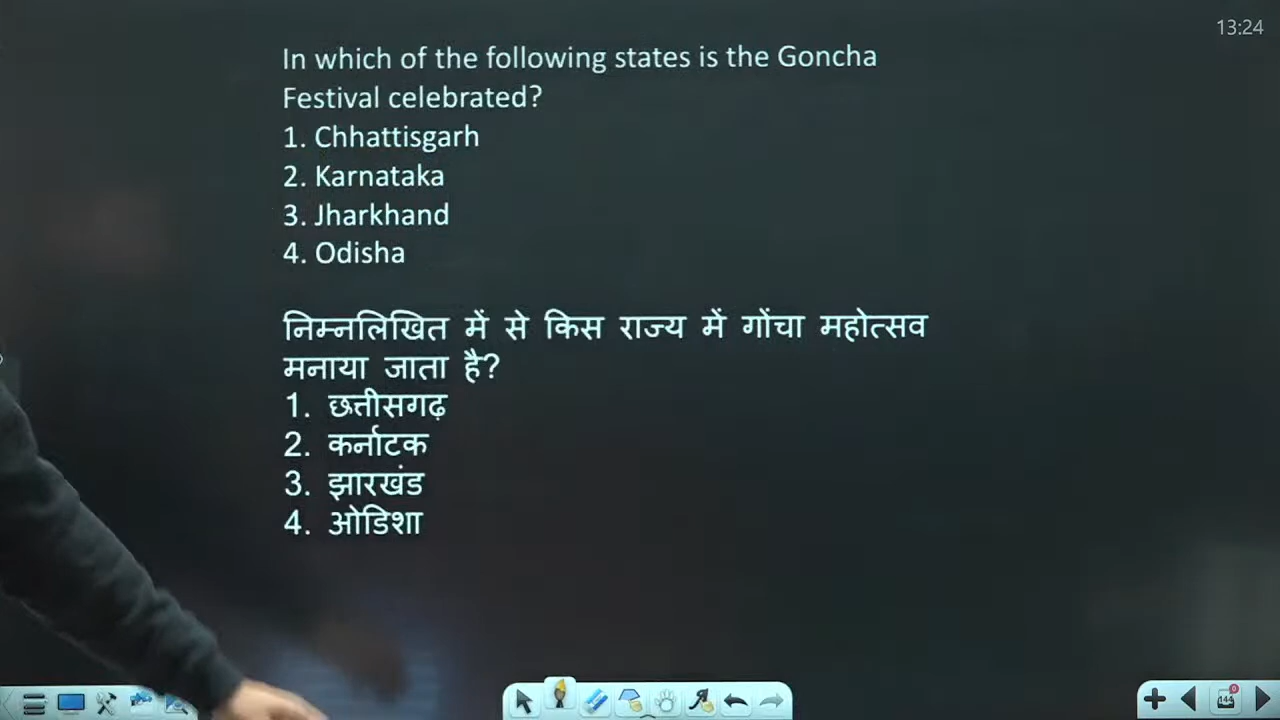 13:24
In which of the following states is the Goncha
Festival celebrated?
1. Chhattisgarh
2. Karnataka
3. Jharkhand
4. Odisha
निम्नलिखित में से किस राज्य में गोंचा महोत्सव
मनाया जाता है?
1. छत्तीसगढ़
2. कर्नाटक
3. झारखंड
4. ओडिशा